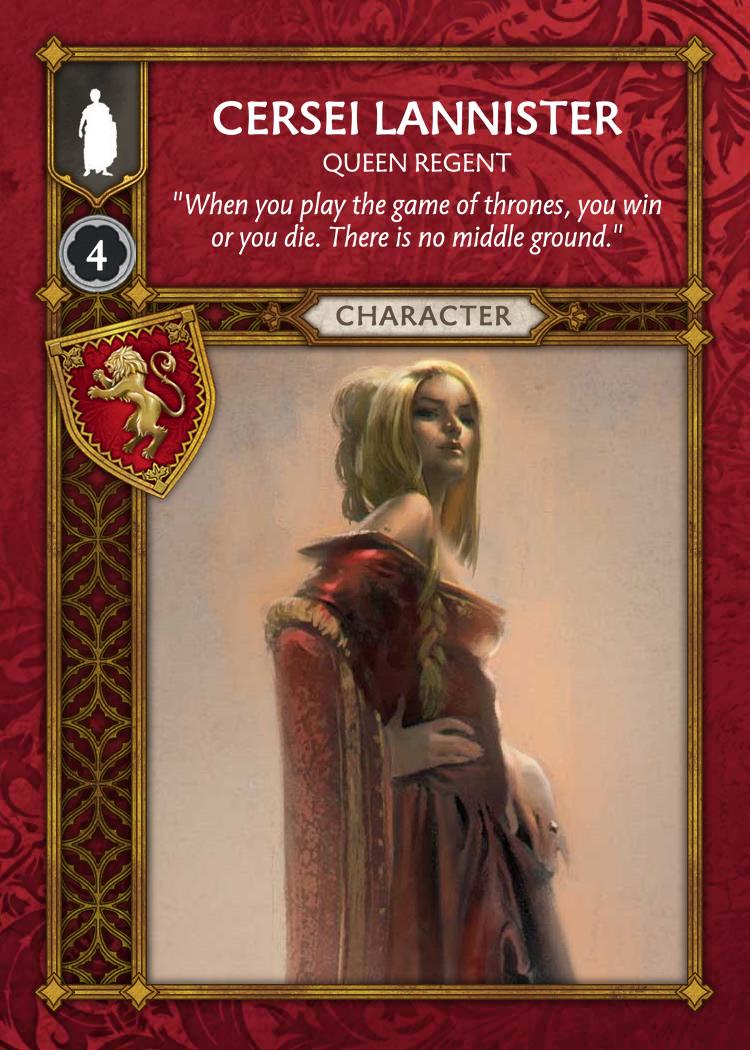 CERSEI LANNISTER
QUEEN REGENT
"When you play the game of thrones, you win
or you die. There is no middle ground."
4
CHARACTER